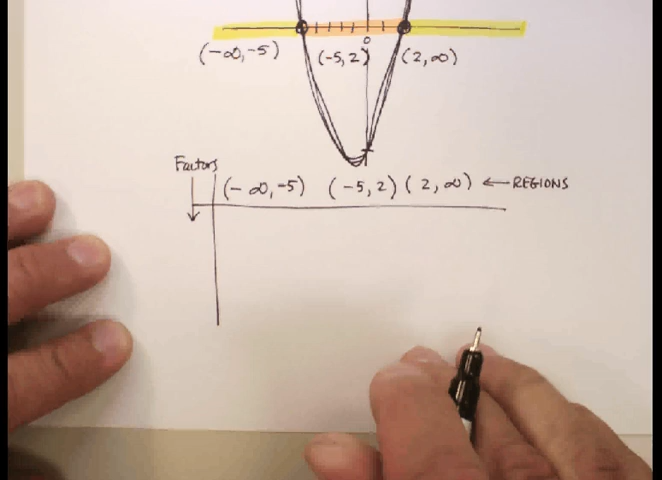 0
(-∞,-5) (-5,2) (2,∞)
Factors
(-∞,-5) (-5,2) (2,∞) ← REGIONS